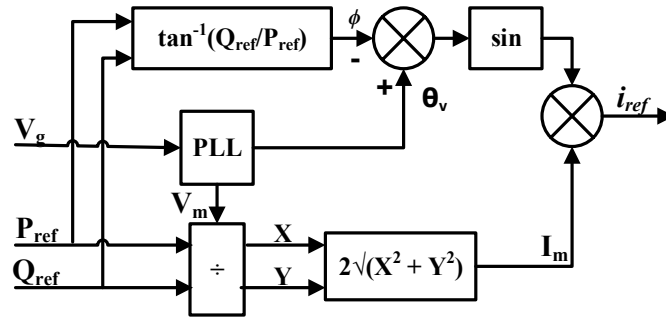 tan⁻¹(Q_ref/P_ref)
ϕ
-
+
θ_v
sin
i_ref
V_g
PLL
V_m
P_ref
Q_ref
÷
X
Y
2√(X² + Y²)
I_m